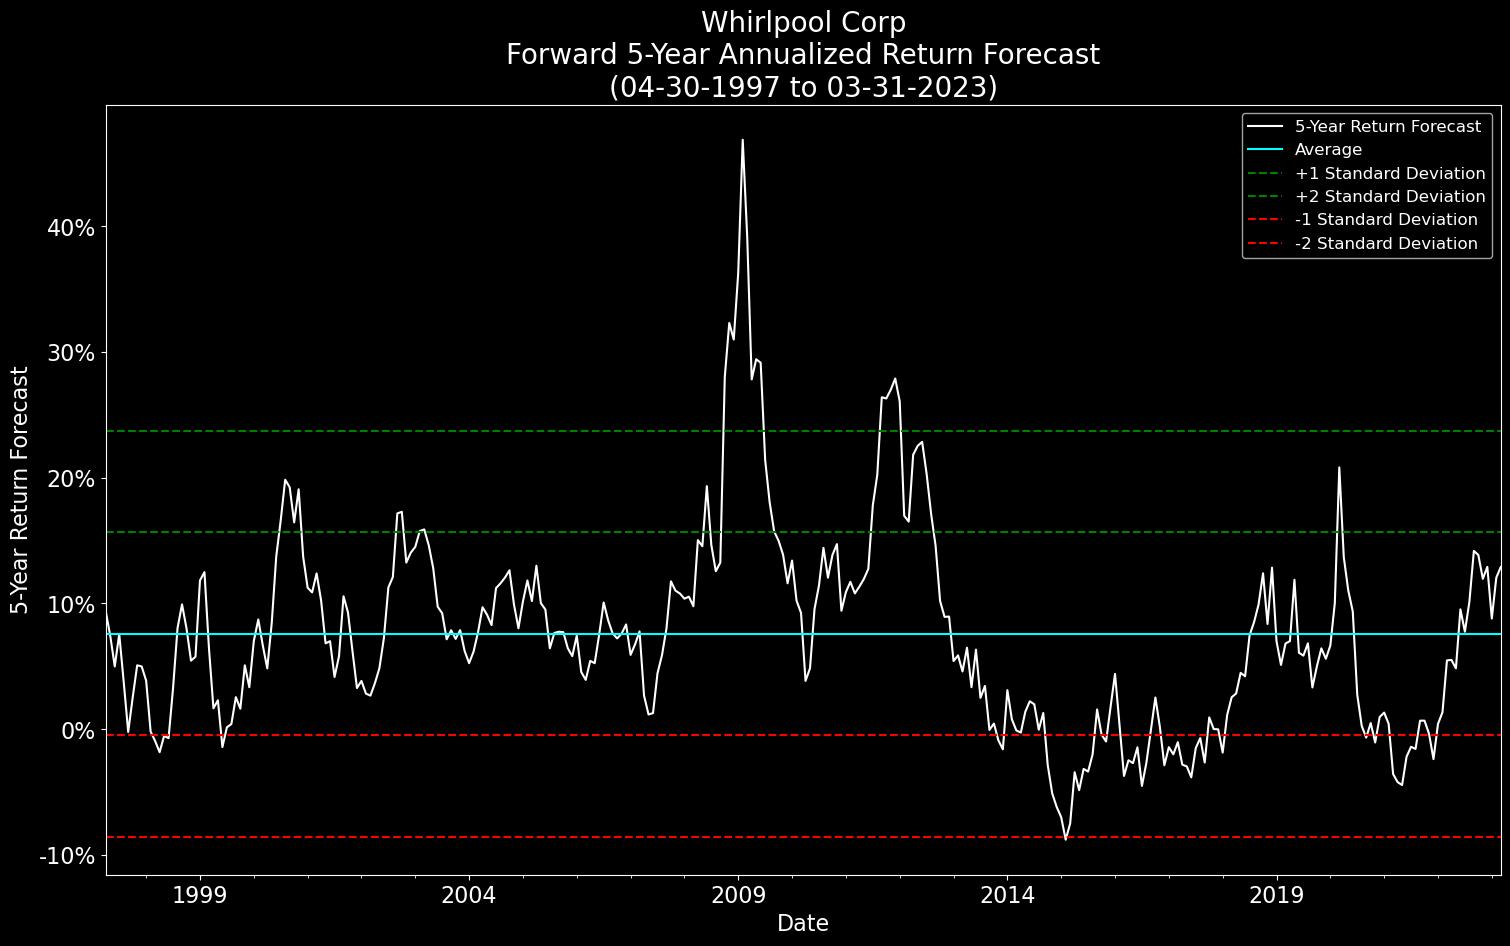 Whirlpool Corp
Forward 5-Year Annualized Return Forecast
(04-30-1997 to 03-31-2023)
5-Year Return Forecast
Average
+1 Standard Deviation
+2 Standard Deviation
-1 Standard Deviation
-2 Standard Deviation
5-Year Return Forecast
40%
30%
20%
10%
0%
-10%
1999 2004 2009 2014 2019
Date